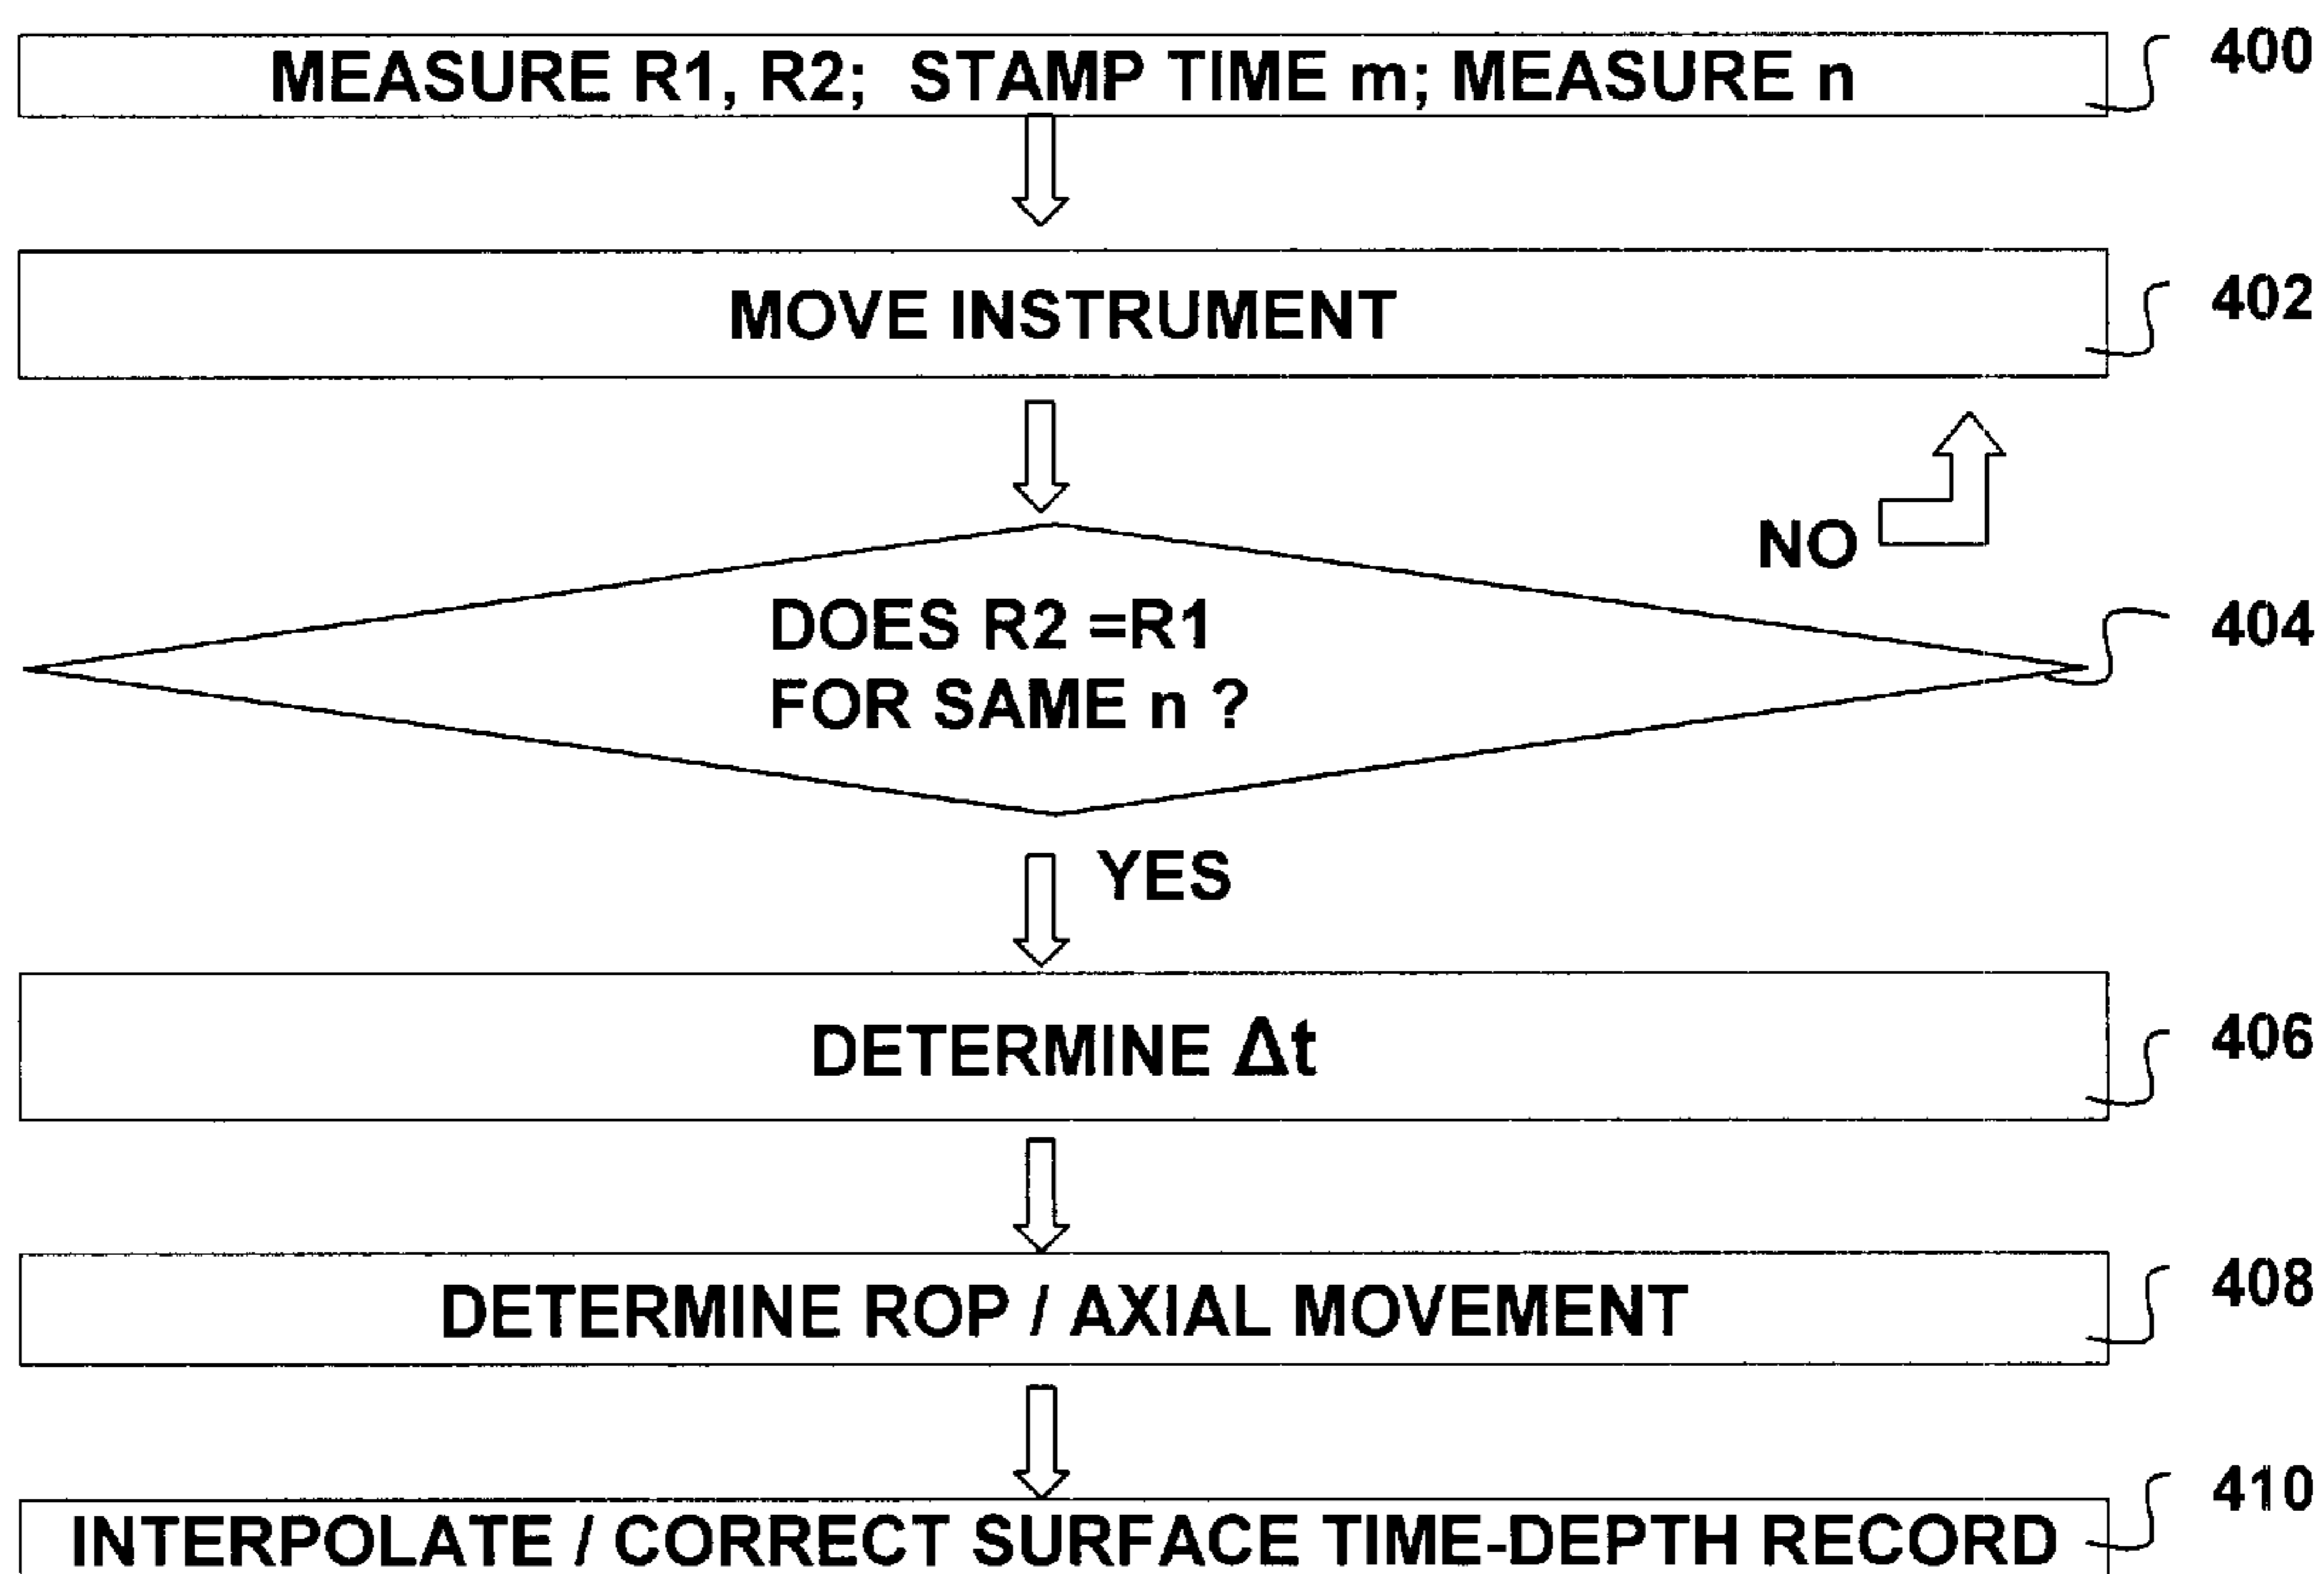 MEASURE R1, R2; STAMP TIME m; MEASURE n
400
MOVE INSTRUMENT
402
NO
DOES R2 =R1
FOR SAME n ?
404
YES
DETERMINE Δt
406
DETERMINE ROP / AXIAL MOVEMENT
408
INTERPOLATE / CORRECT SURFACE TIME-DEPTH RECORD
410